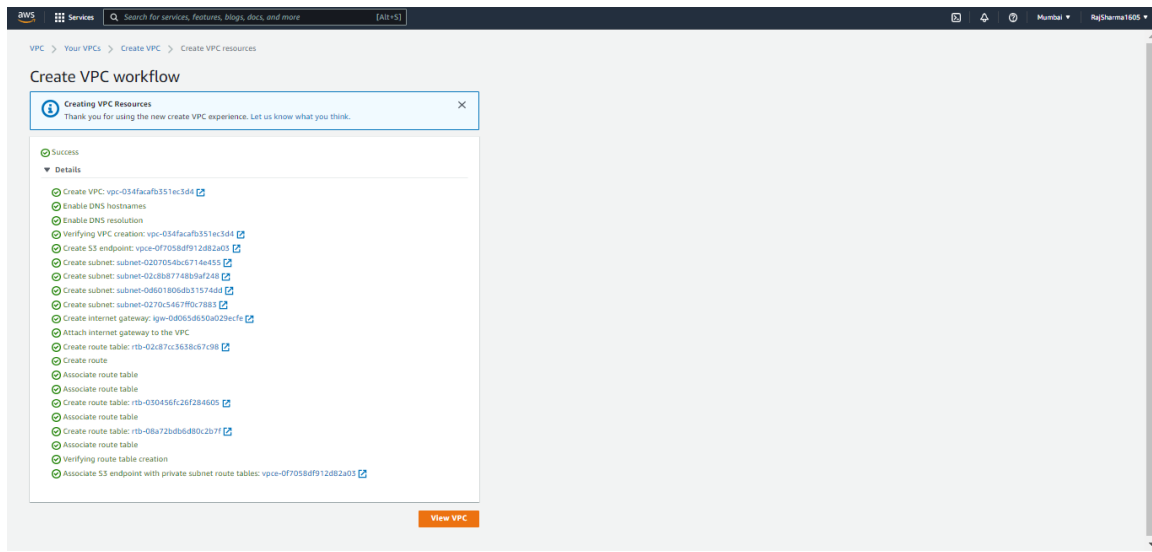 aws Services Search for services, features, blogs, docs, and more [Alt+S] Mumbai ▼ RajSharma1605 ▼
VPC > Your VPCs > Create VPC > Create VPC resources
Create VPC workflow
Creating VPC Resources
Thank you for using the new create VPC experience. Let us know what you think.
Success
▼ Details
Create VPC: vpc-034facafb351ec3d4
Enable DNS hostnames
Enable DNS resolution
Verifying VPC creation: vpc-034facafb351ec3d4
Create S3 endpoint: vpce-0f7058df912d82a03
Create subnet: subnet-0207054bc6714e455
Create subnet: subnet-02c8b87748b9af248
Create subnet: subnet-0d601806db31574dd
Create subnet: subnet-0270c5467ff0c7883
Create internet gateway: igw-0d065d650a029ecfe
Attach internet gateway to the VPC
Create route table: rtb-02c87cc3638c67c98
Create route
Associate route table
Associate route table
Create route table: rtb-030456fc26f284605
Associate route table
Create route table: rtb-08a72bdb6d80c2b7f
Associate route table
Verifying route table creation
Associate S3 endpoint with private subnet route tables: vpce-0f7058df912d82a03
View VPC